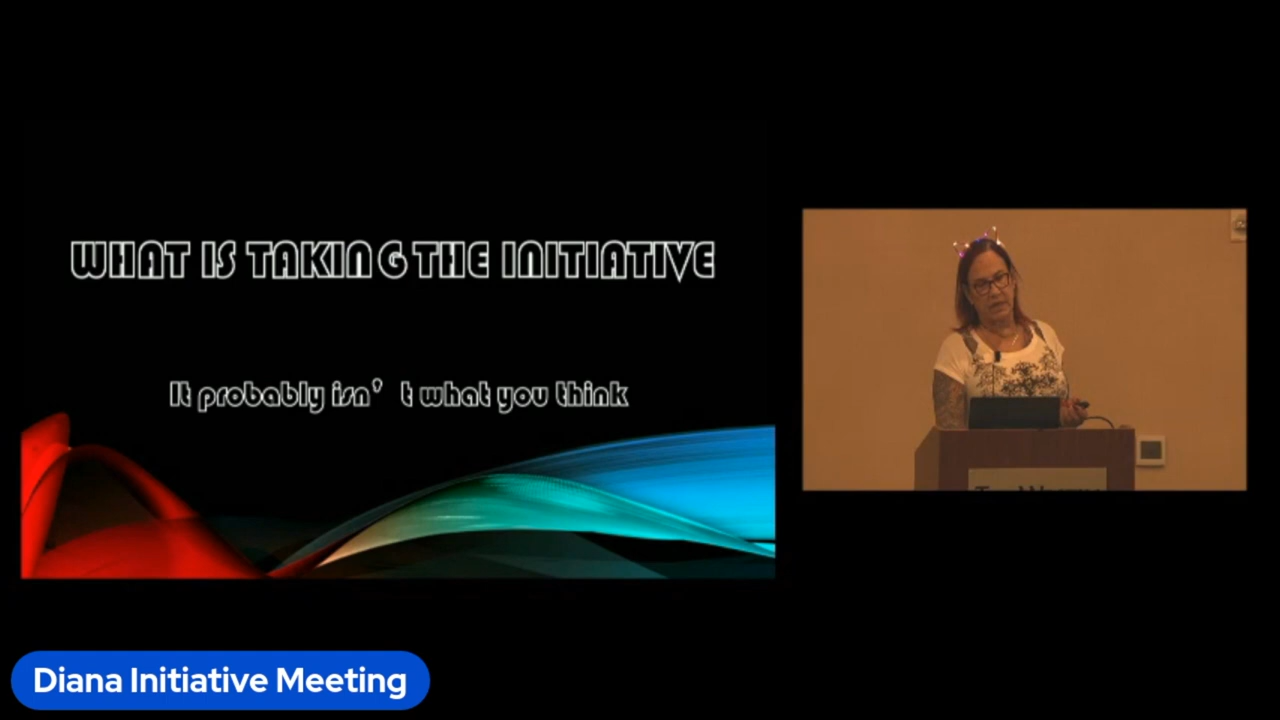 WHAT IS TAKING THE INITIATIVE
It probably isn’ t what you think
Diana Initiative Meeting